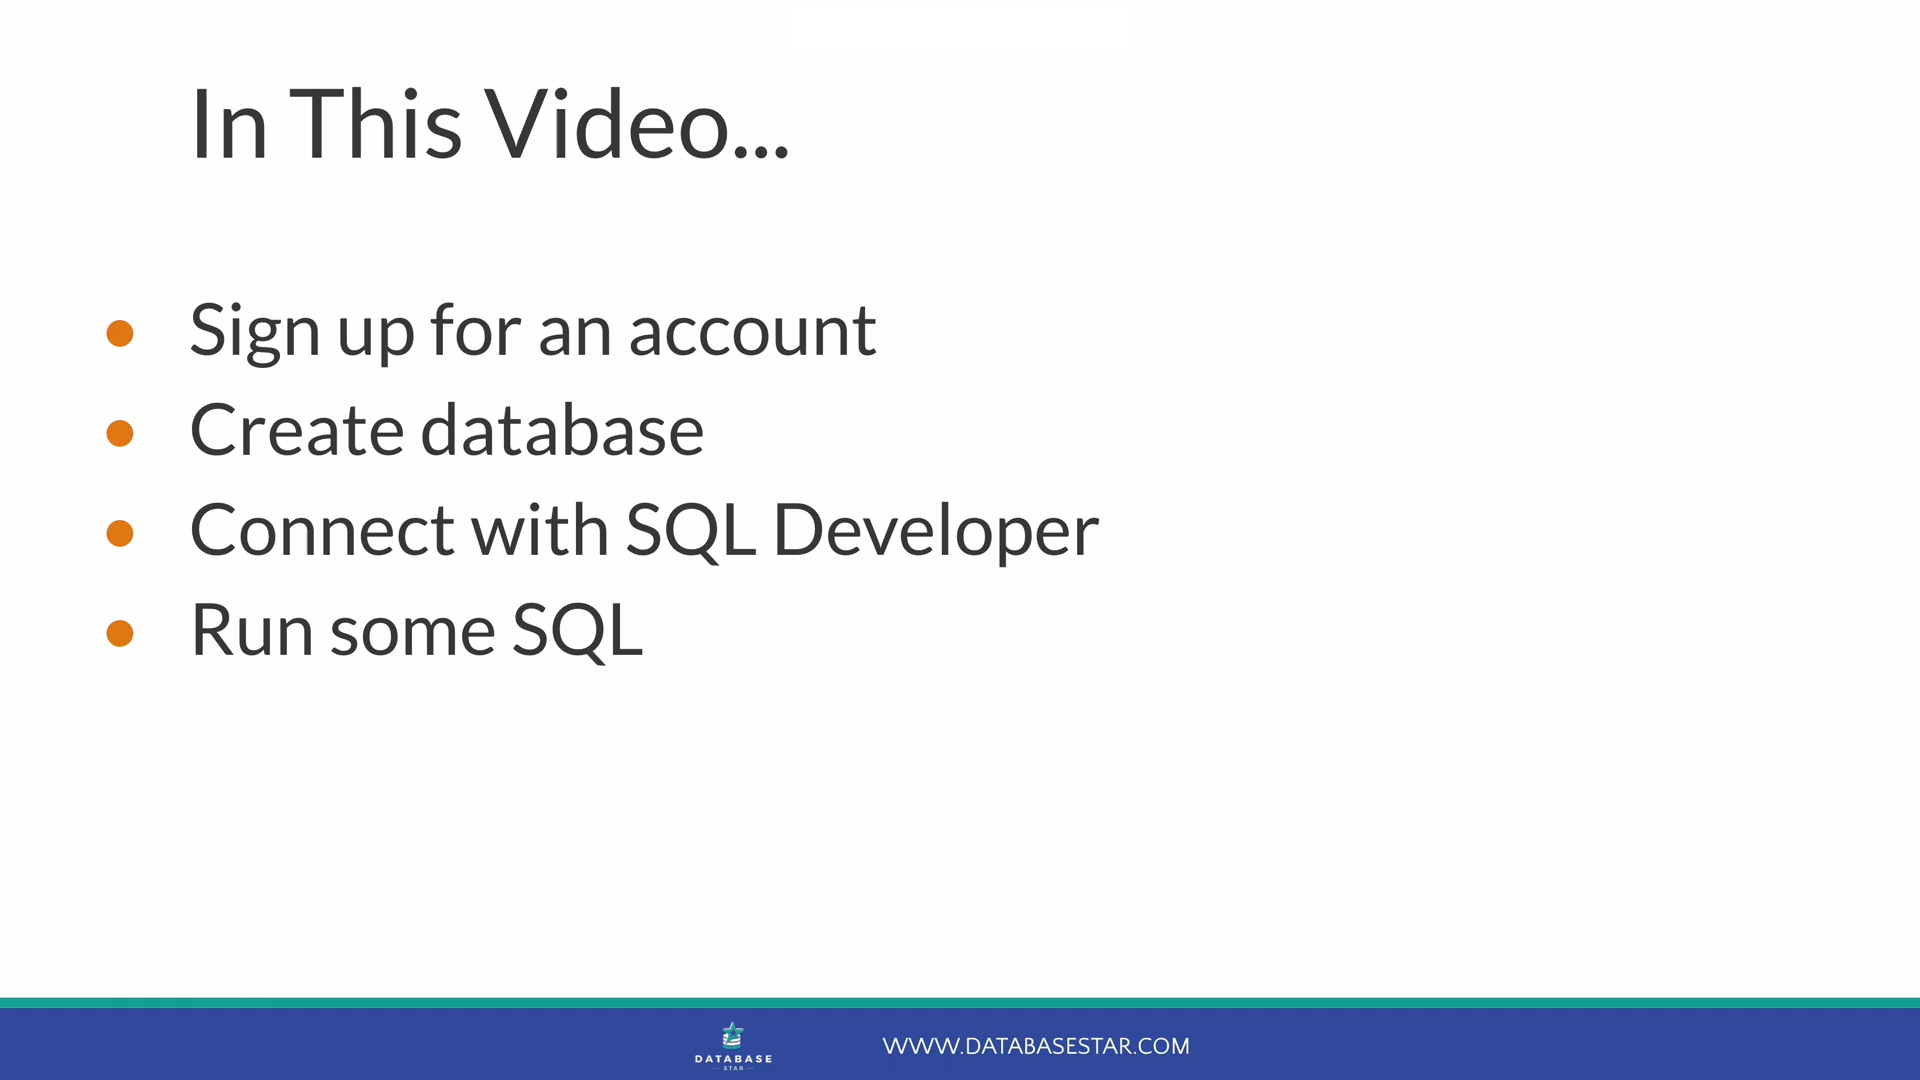 In This Video...
Sign up for an account
Create database
Connect with SQL Developer
Run some SQL
DATABASE
STAR
WWW.DATABASESTAR.COM